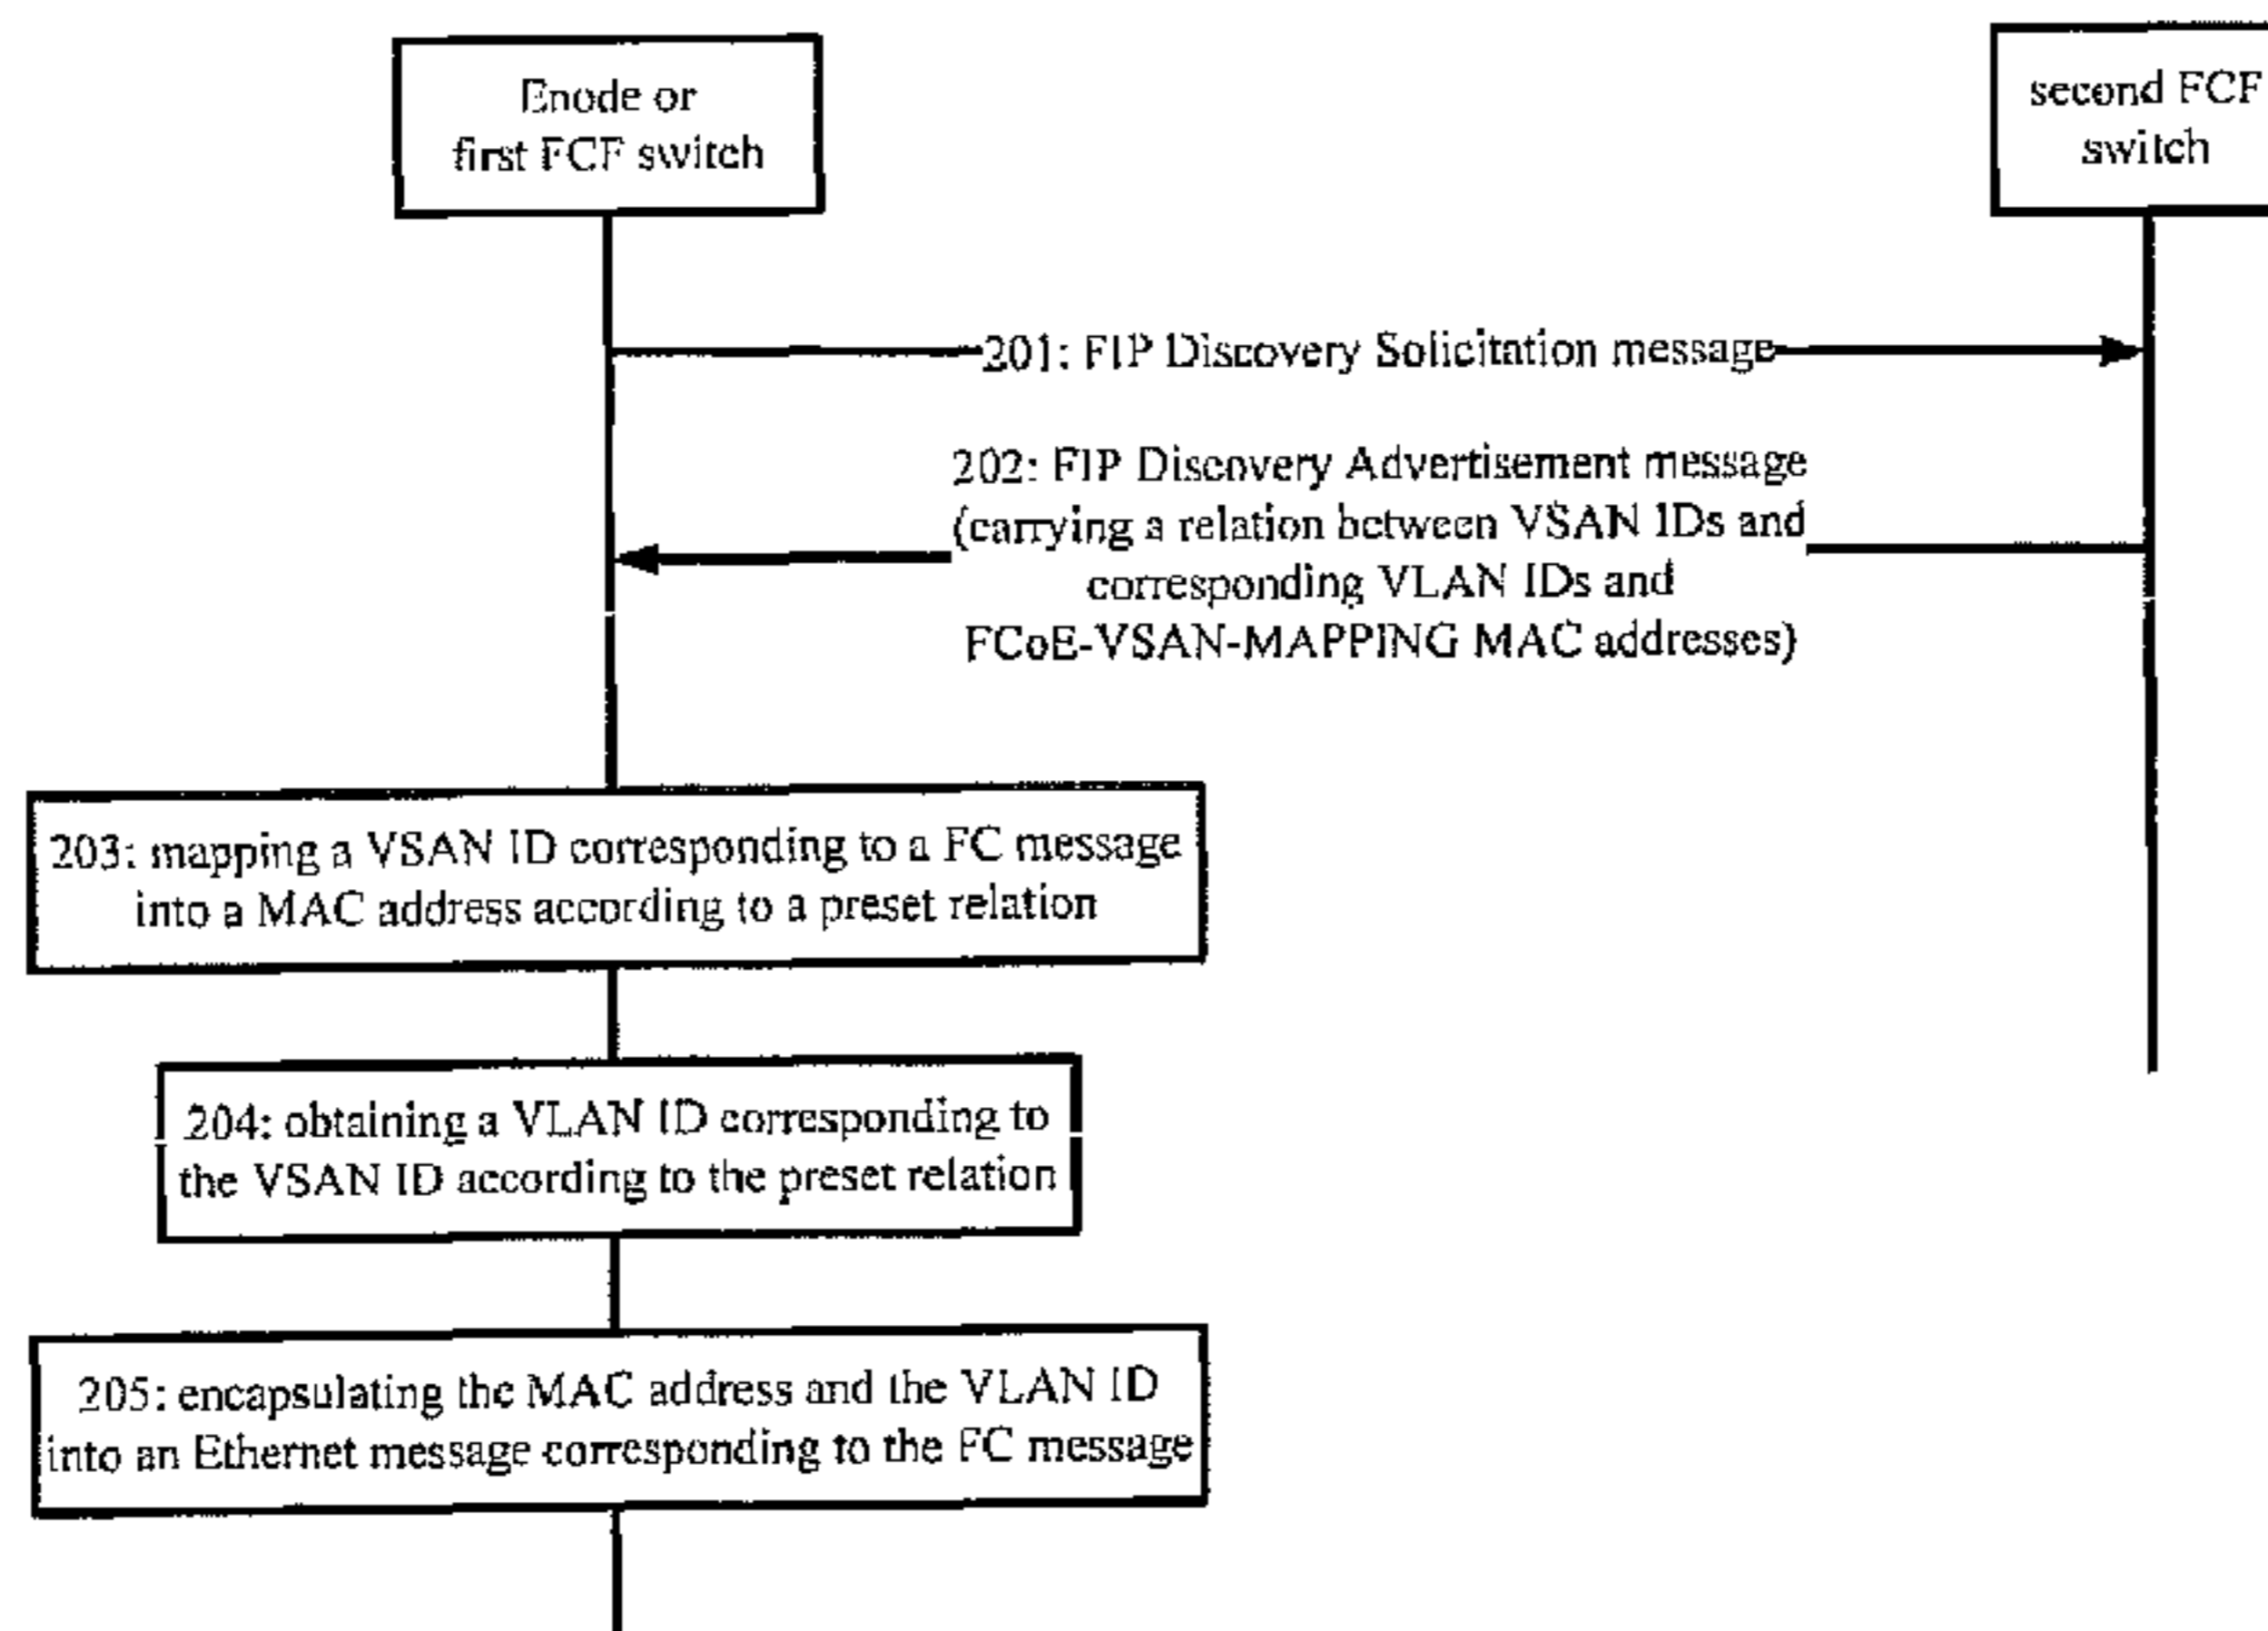 Enode or
first FCF switch
second FCF
switch
201: FIP Discovery Solicitation message
202: FIP Discovery Advertisement message
(carrying a relation between VSAN IDs and
corresponding VLAN IDs and
FCoE-VSAN-MAPPING MAC addresses)
203: mapping a VSAN ID corresponding to a FC message
into a MAC address according to a preset relation
204: obtaining a VLAN ID corresponding to
the VSAN ID according to the preset relation
205: encapsulating the MAC address and the VLAN ID
into an Ethernet message corresponding to the FC message